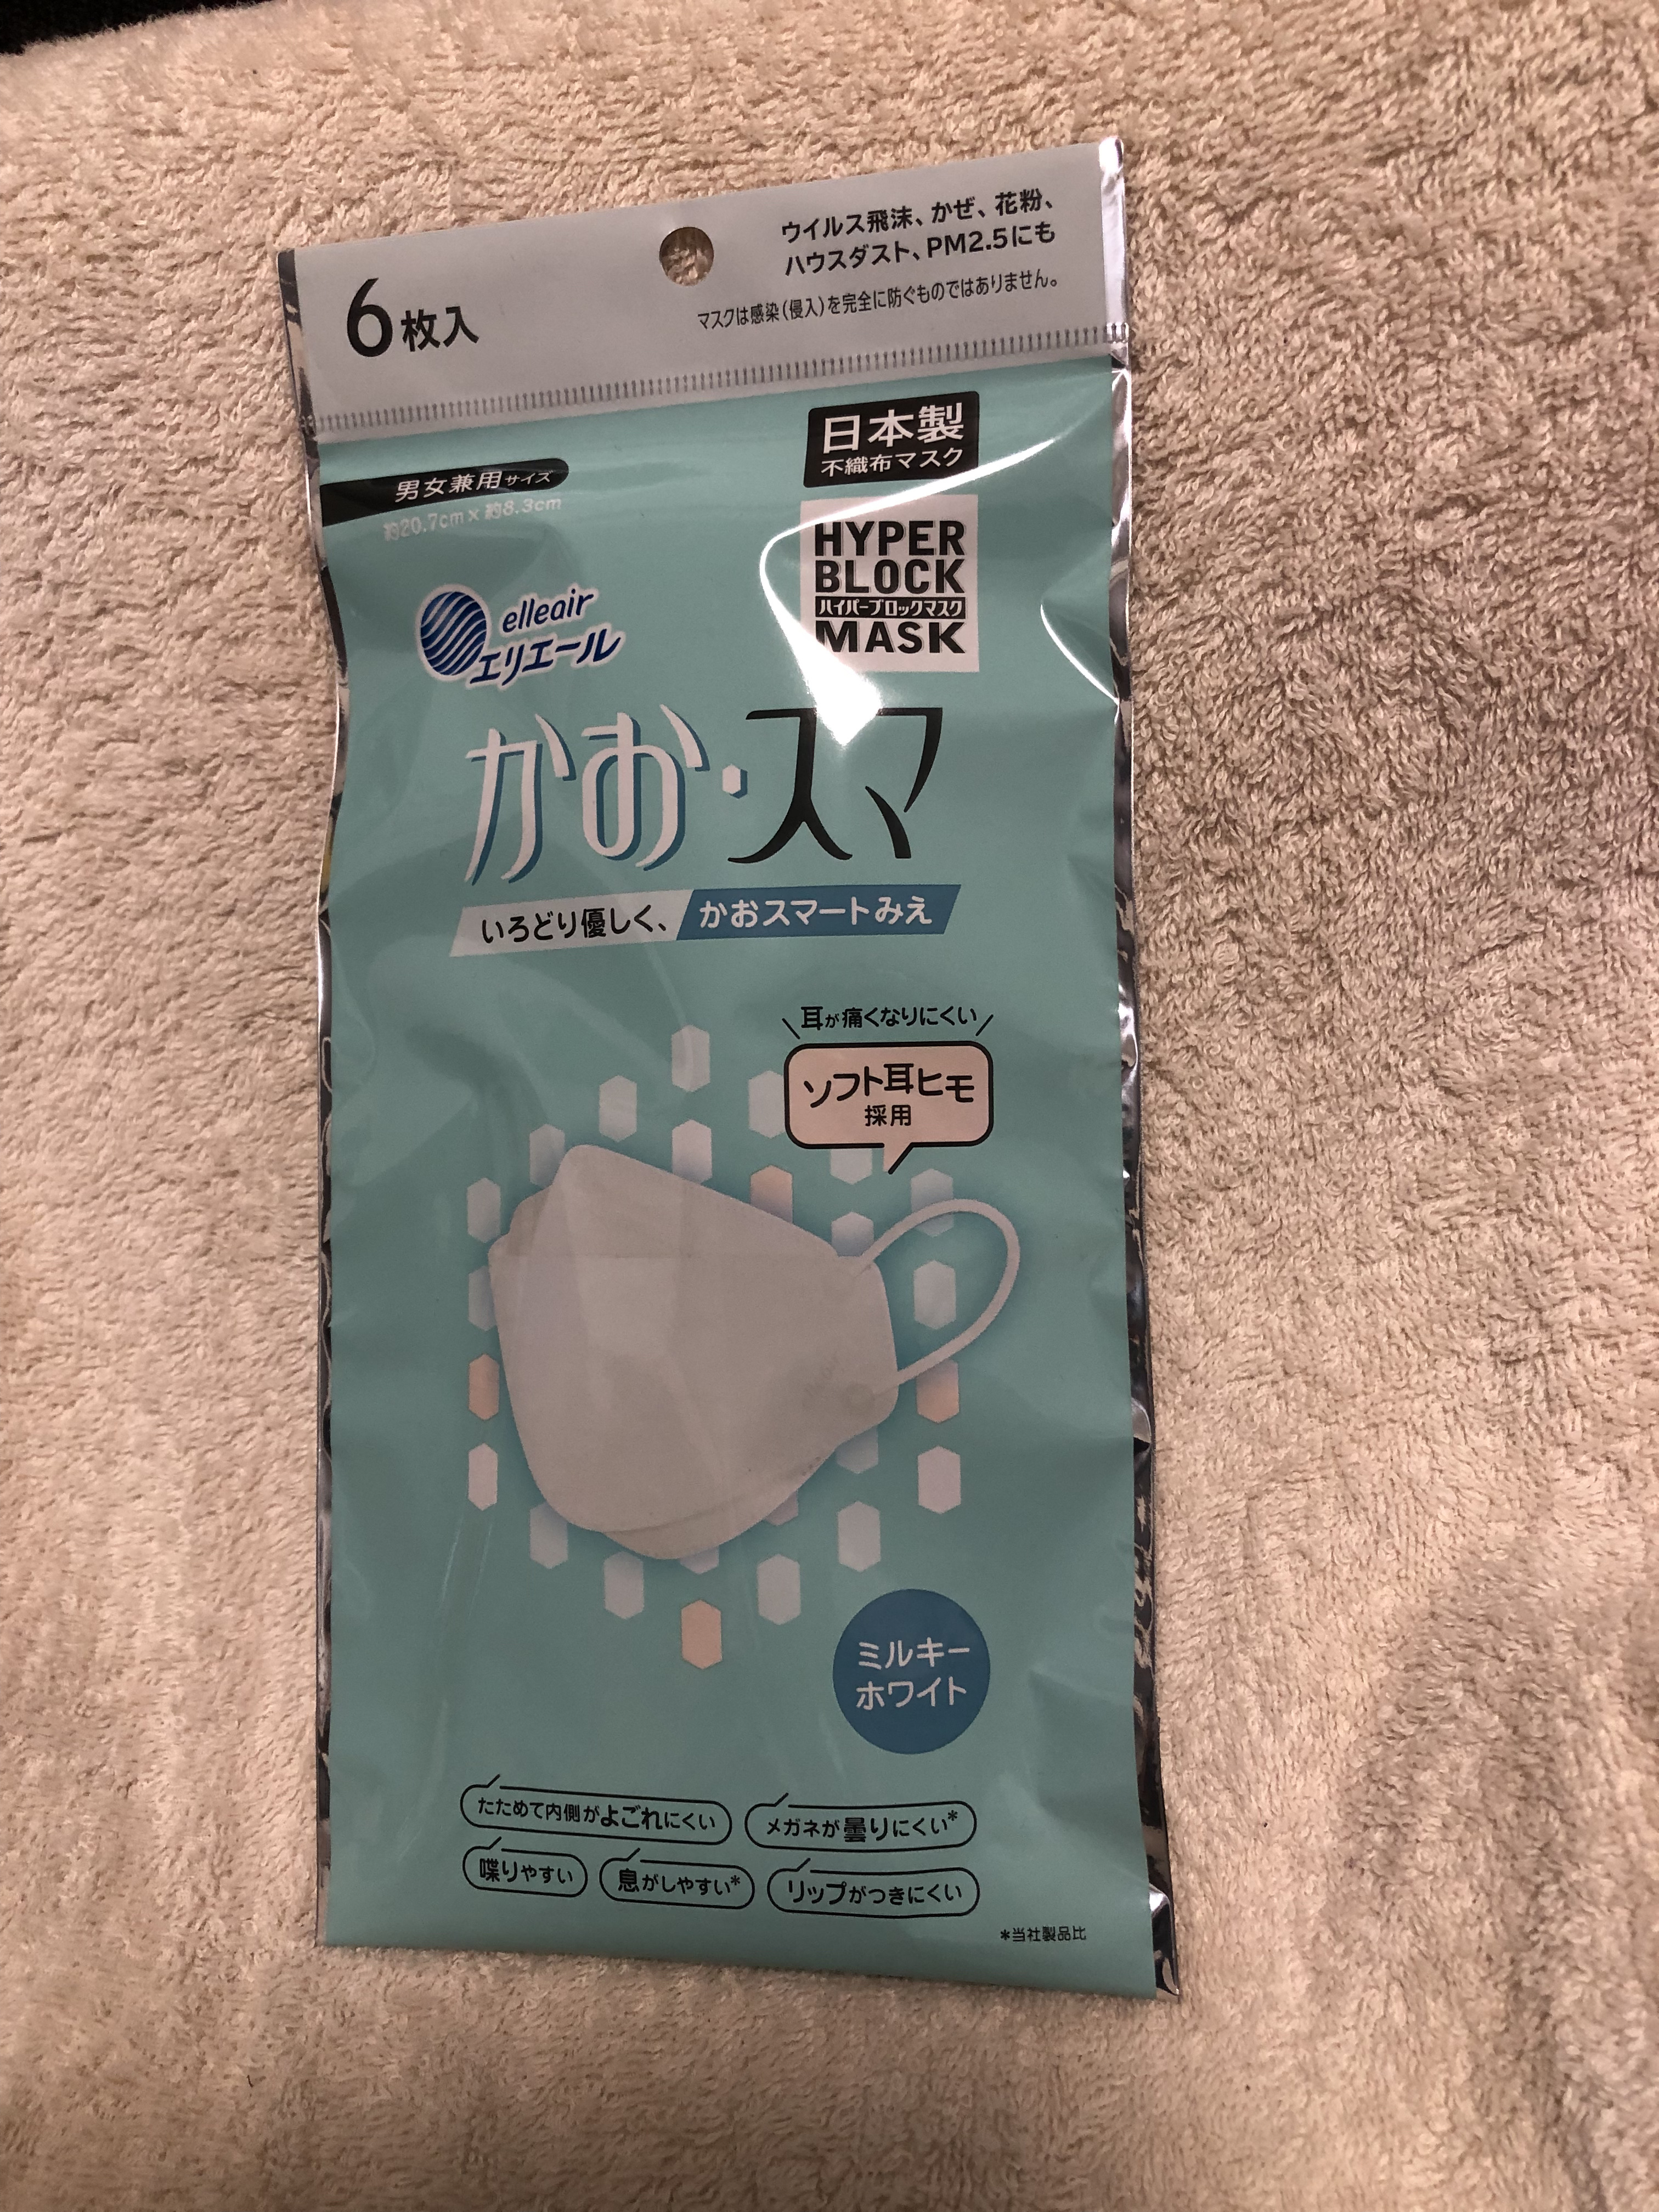 6枚入
ウイルス飛沫、かぜ、花粉、
ハウスダスト、PM2.5にも
マスクは感染(侵入)を完全に防ぐものではありません。
日本製
不織布マスク
男女兼用サイズ
約20.7cm×約8.3cm
HYPER
BLOCK
ハイパーブロックマスク
MASK
elleair
エリエール
かお・スマ
いろどり優しく、かおスマートみえ
耳が痛くなりにくい
ソフト耳ヒモ
採用
ミルキー
ホワイト
たためて内側がよごれにくい
メガネが曇りにくい*
喋りやすい
息がしやすい*
リップがつきにくい
*当社製品比